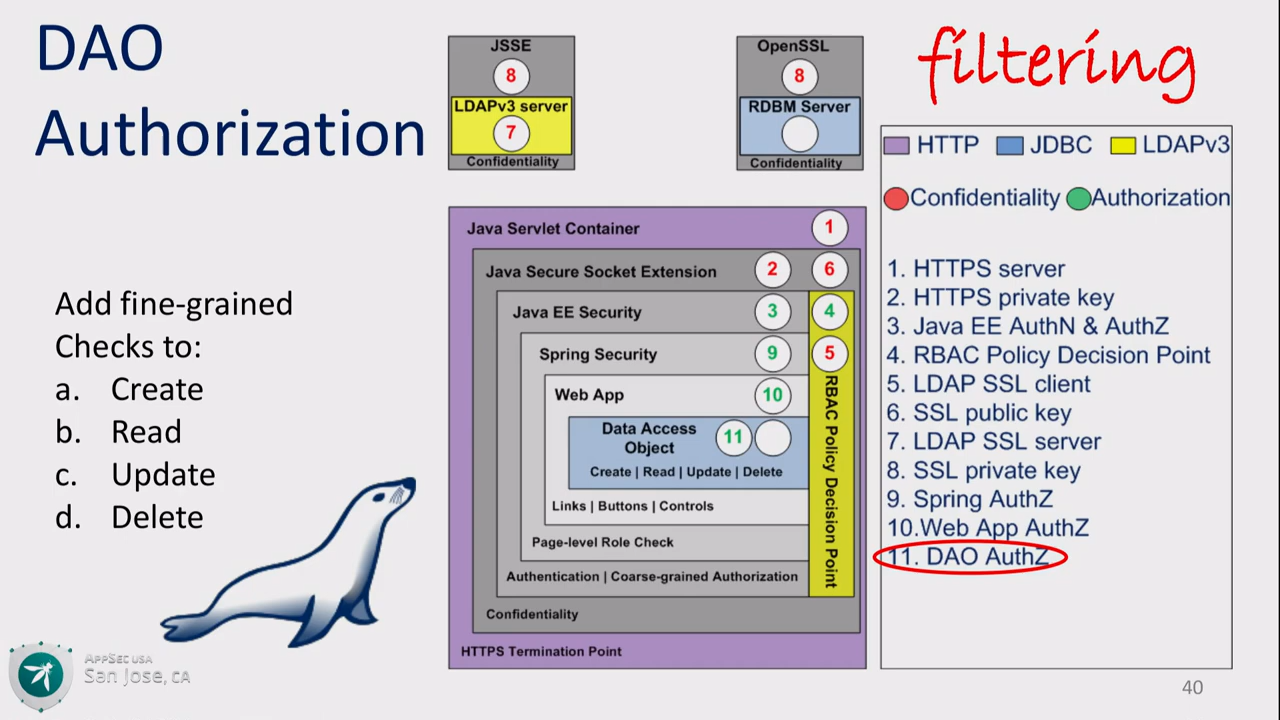 DAO
Authorization
filtering
JSSE
8
LDAPv3 server
7
Confidentiality
OpenSSL
8
RDBM Server
Confidentiality
HTTP JDBC LDAPv3
Confidentiality Authorization
1. HTTPS server
2. HTTPS private key
3. Java EE AuthN & AuthZ
4. RBAC Policy Decision Point
5. LDAP SSL client
6. SSL public key
7. LDAP SSL server
8. SSL private key
9. Spring AuthZ
10.Web App AuthZ
11. DAO AuthZ
Java Servlet Container 1
Java Secure Socket Extension 2 6
Java EE Security 3 4
Spring Security 9 5
Web App 10
Data Access
Object 11
Create | Read | Update | Delete
Links | Buttons | Controls
Page-level Role Check
Authentication | Coarse-grained Authorization
Confidentiality
HTTPS Termination Point
RBAC Policy Decision Point
Add fine-grained
Checks to:
a. Create
b. Read
c. Update
d. Delete
AppSec USA
San Jose, CA
40